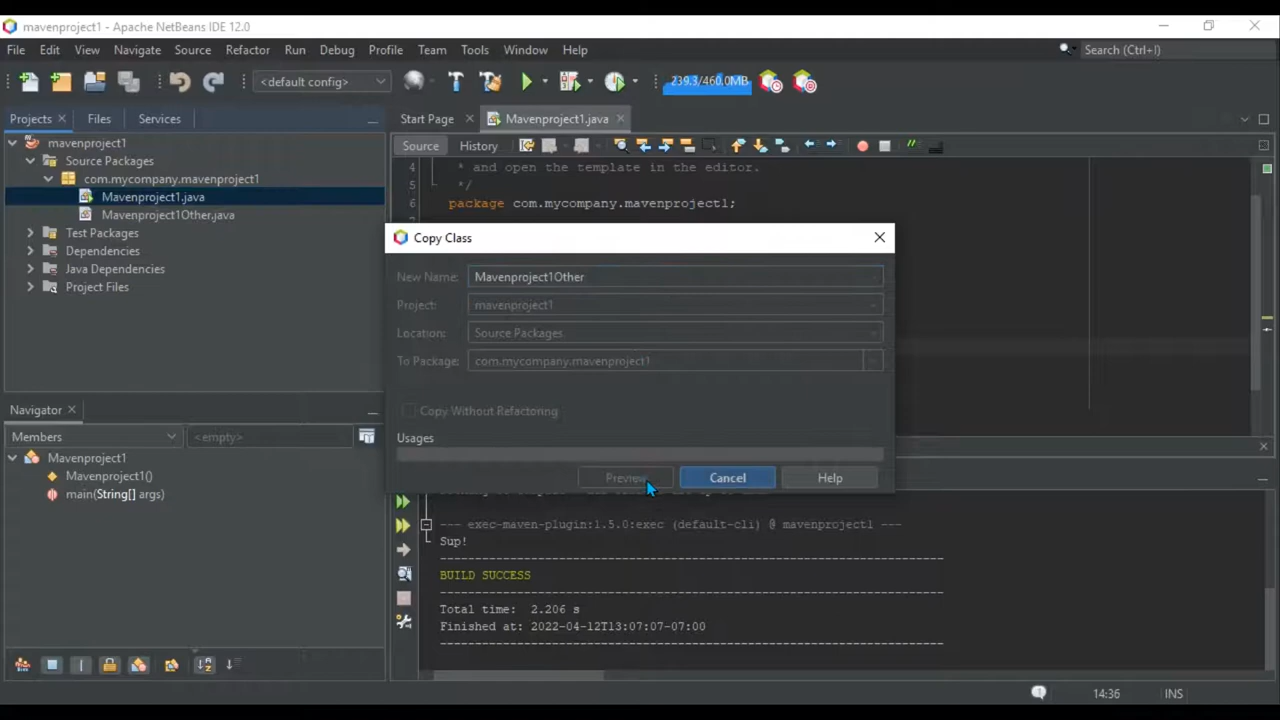 mavenproject1 - Apache NetBeans IDE 12.0
File Edit View Navigate Source Refactor Run Debug Profile Team Tools Window Help
Search (Ctrl+I)
<default config>
239.3/460.0MB
Projects Files Services
Start Page Mavenproject1.java
mavenproject1
Source Packages
com.mycompany.mavenproject1
Mavenproject1.java
Mavenproject1Other.java
Test Packages
Dependencies
Java Dependencies
Project Files
Source History
4 * and open the template in the editor.
5 */
6 package com.mycompany.mavenproject1;
Copy Class
New Name: Mavenproject1Other
Project: mavenproject1
Location: Source Packages
To Package: com.mycompany.mavenproject1
Copy Without Refactoring
Usages
Preview Cancel Help
Navigator
Members <empty>
Mavenproject1
Mavenproject1()
main(String[] args)
--- exec-maven-plugin:1.5.0:exec (default-cli) @ mavenproject1 ---
Sup!
------------------------------------------------------------------------
BUILD SUCCESS
------------------------------------------------------------------------
Total time: 2.206 s
Finished at: 2022-04-12T13:07:07-07:00
------------------------------------------------------------------------
14:36 INS